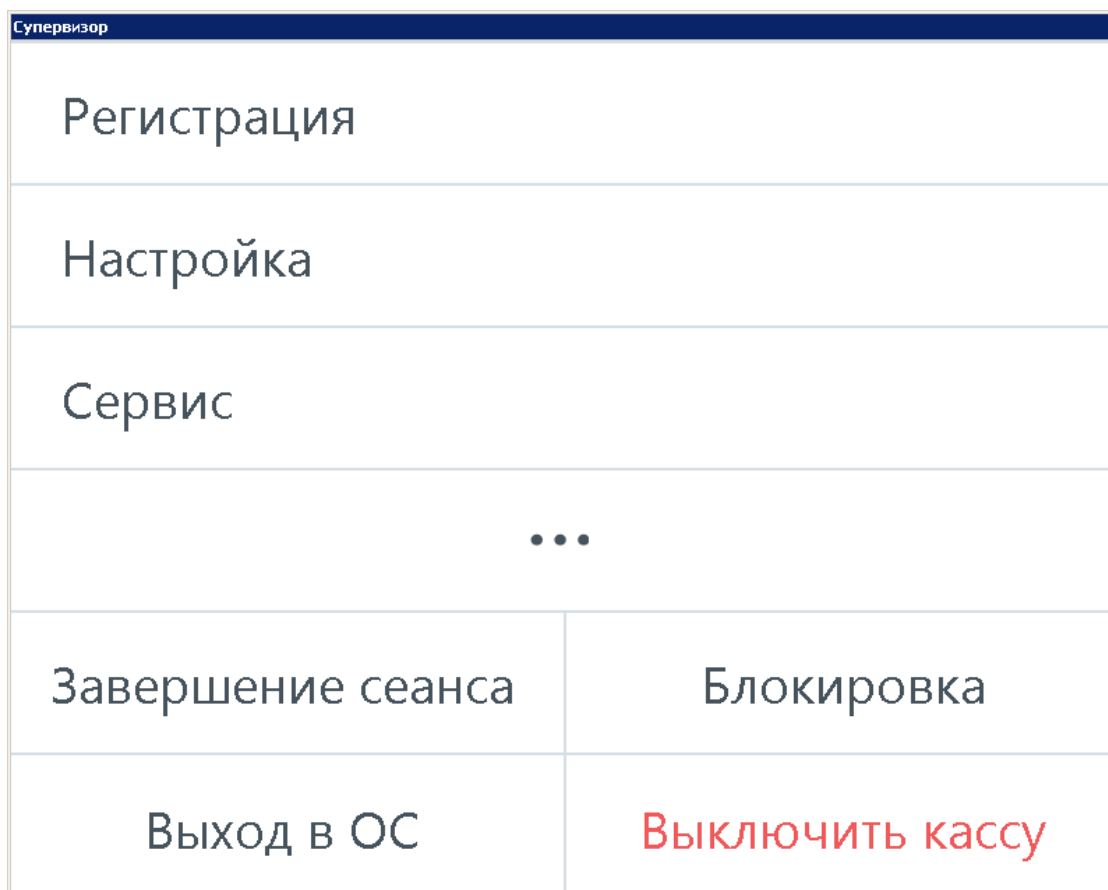 Супервизор
Регистрация
Настройка
Сервис
•••
Завершение сеанса
Блокировка
Выход в ОС
Выключить кассу